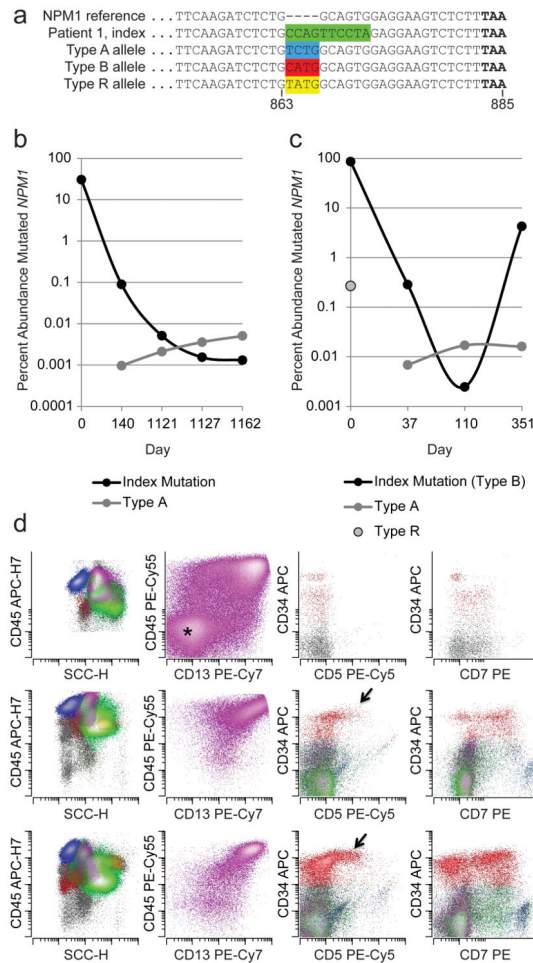 a
NPM1 reference ...TTCAAGATCTCTG----GCAGTGGAGGAAGTCTCTTTAA
Patient 1, index ...TTCAAGATCTCTGCCAGTTCCTAGAGGAAGTCTCTTTAA
Type A allele ...TTCAAGATCTCTGTCTGGCAGTGGAGGAAGTCTCTTTAA
Type B allele ...TTCAAGATCTCTGCATGGCAGTGGAGGAAGTCTCTTTAA
Type R allele ...TTCAAGATCTCTGTATGGCAGTGGAGGAAGTCTCTTTAA
863 885
b
Percent Abundance Mutated NPM1
100
10
1
0.1
0.01
0.001
0.0001
0 140 1121 1127 1162
Day
Index Mutation
Type A
c
Percent Abundance Mutated NPM1
100
10
1
0.1
0.01
0.001
0 37 110 351
Day
Index Mutation (Type B)
Type A
Type R
d
CD45 APC-H7
SCC-H
CD45 PE-Cy55
*
CD13 PE-Cy7
CD34 APC
CD5 PE-Cy5
CD34 APC
CD7 PE
CD45 APC-H7
SCC-H
CD45 PE-Cy55
CD13 PE-Cy7
CD34 APC
CD5 PE-Cy5
CD34 APC
CD7 PE
CD45 APC-H7
SCC-H
CD45 PE-Cy55
CD13 PE-Cy7
CD34 APC
CD5 PE-Cy5
CD34 APC
CD7 PE